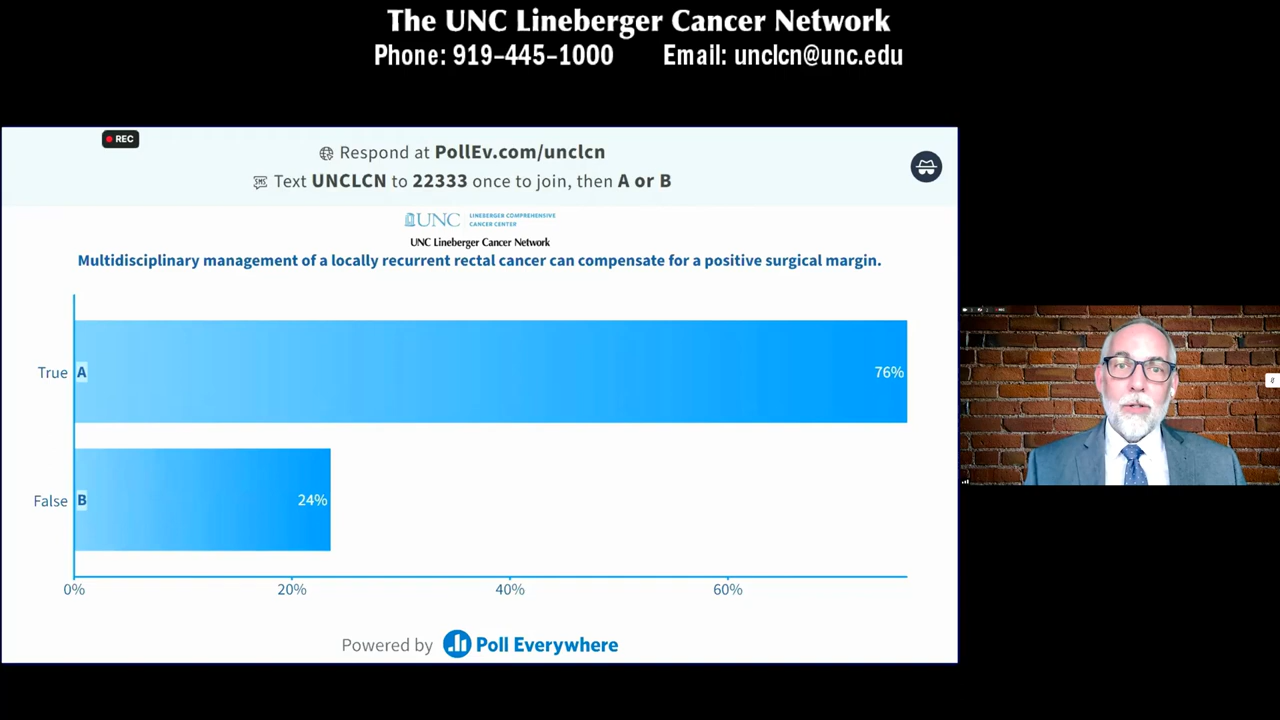 The UNC Lineberger Cancer Network
Phone: 919-445-1000 Email: unclcn@unc.edu
REC
Respond at PollEv.com/unclcn
Text UNCLCN to 22333 once to join, then A or B
UNC LINEBERGER COMPREHENSIVE
CANCER CENTER
UNC Lineberger Cancer Network
Multidisciplinary management of a locally recurrent rectal cancer can compensate for a positive surgical margin.
True A 76%
False B 24%
0% 20% 40% 60%
Powered by Poll Everywhere